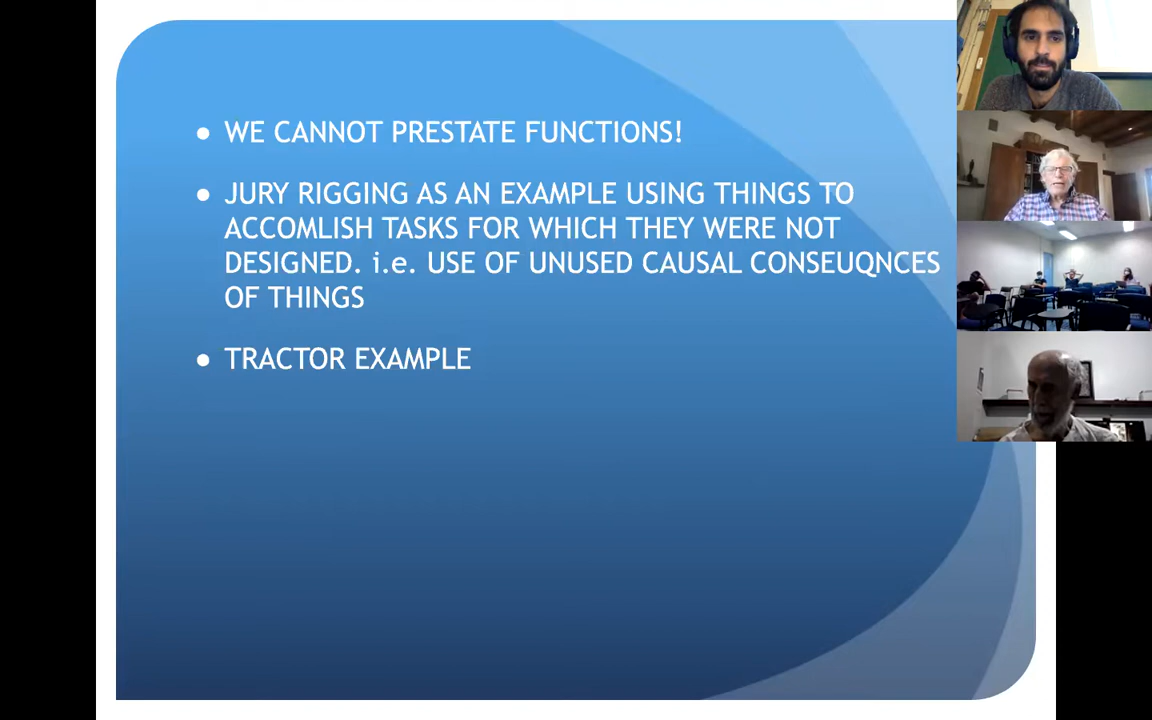 ● WE CANNOT PRESTATE FUNCTIONS!
● JURY RIGGING AS AN EXAMPLE USING THINGS TO
ACCOMLISH TASKS FOR WHICH THEY WERE NOT
DESIGNED. i.e. USE OF UNUSED CAUSAL CONSEUQNCES
OF THINGS
● TRACTOR EXAMPLE